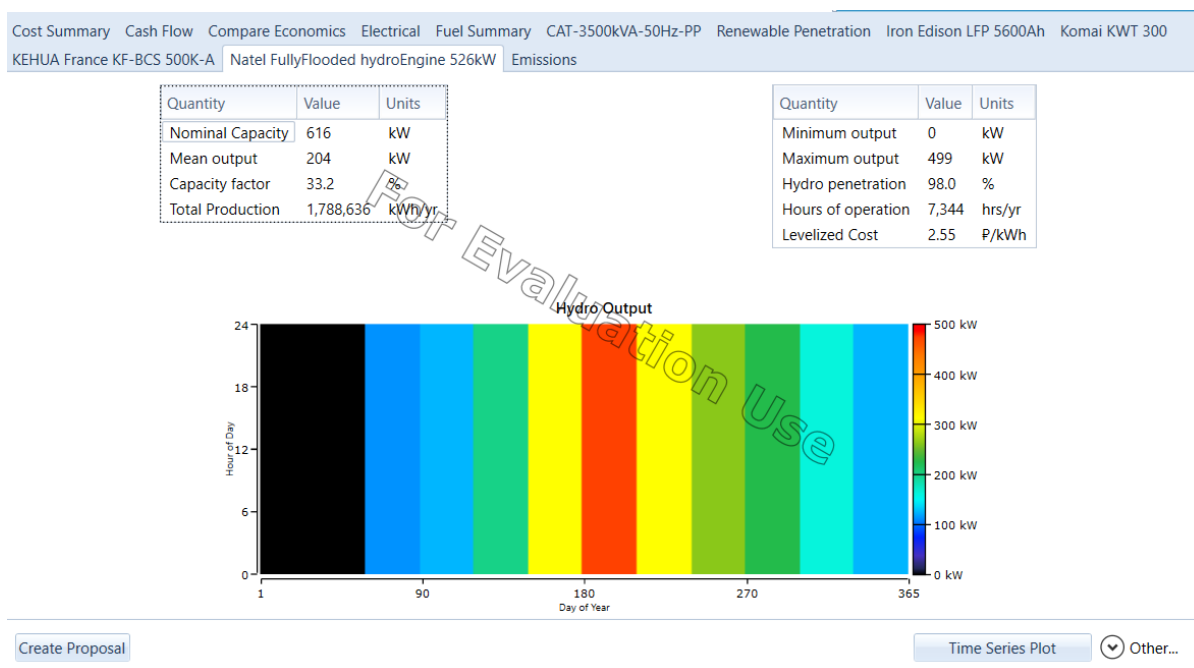 Cost Summary Cash Flow Compare Economics Electrical Fuel Summary CAT-3500kVA-50Hz-PP Renewable Penetration Iron Edison LFP 5600Ah Komai KWT 300
KEHUA France KF-BCS 500K-A Natel FullyFlooded hydroEngine 526kW Emissions
Quantity Value Units
Nominal Capacity 616 kW
Mean output 204 kW
Capacity factor 33.2 %
Total Production 1,788,636 kWh/yr
Quantity Value Units
Minimum output 0 kW
Maximum output 499 kW
Hydro penetration 98.0 %
Hours of operation 7,344 hrs/yr
Levelized Cost 2.55 ₽/kWh
For Evaluation Use
Hydro Output
Hour of Day
24
18
12
6
0
1 90 180 270 365
Day of Year
500 kW
400 kW
300 kW
200 kW
100 kW
0 kW
Create Proposal
Time Series Plot
Other...